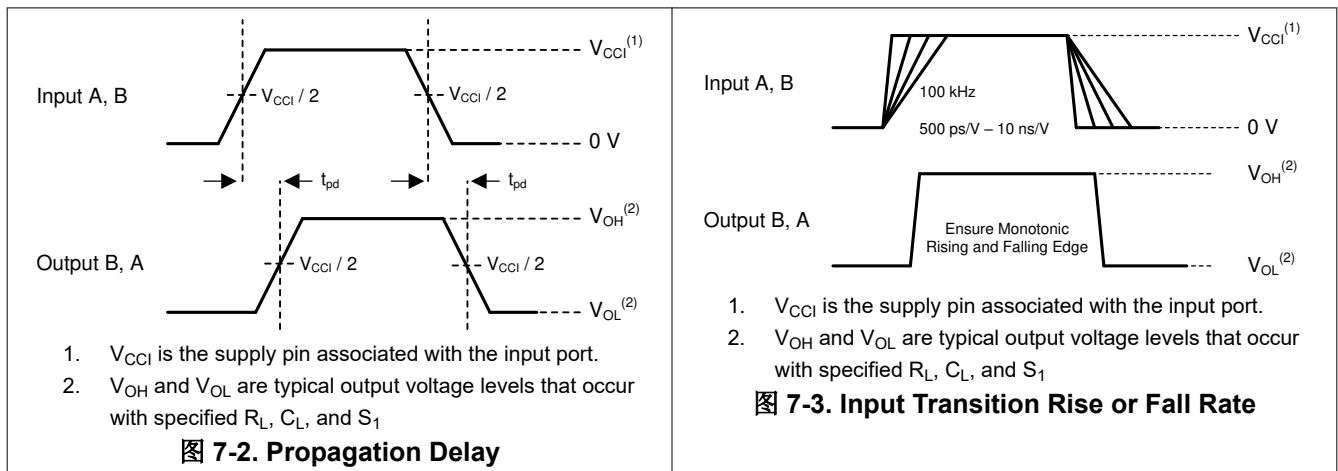 V_CCI^(1)
Input A, B
V_CCI / 2
V_CCI / 2
0 V
t_pd
t_pd
V_OH^(2)
Output B, A
V_CCI / 2
V_CCI / 2
V_OL^(2)
1. V_CCI is the supply pin associated with the input port.
2. V_OH and V_OL are typical output voltage levels that occur
with specified R_L, C_L, and S_1
图 7-2. Propagation Delay
V_CCI^(1)
Input A, B
100 kHz
500 ps/V – 10 ns/V
0 V
V_OH^(2)
Output B, A
Ensure Monotonic
Rising and Falling Edge
V_OL^(2)
1. V_CCI is the supply pin associated with the input port.
2. V_OH and V_OL are typical output voltage levels that occur
with specified R_L, C_L, and S_1
图 7-3. Input Transition Rise or Fall Rate